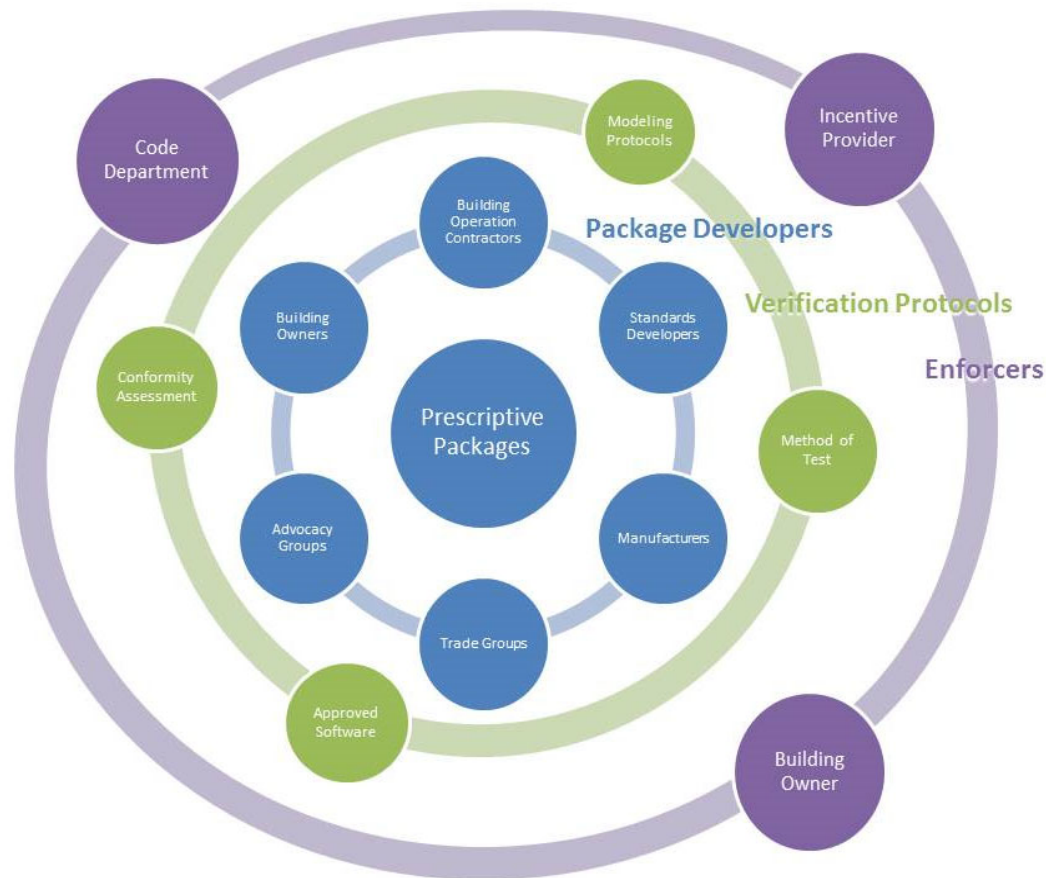 Code
Department
Incentive
Provider
Modeling
Protocols
Building
Operation
Contractors
Package Developers
Building
Owners
Standards
Developers
Verification Protocols
Enforcers
Conformity
Assessment
Prescriptive
Packages
Method of
Test
Advocacy
Groups
Manufacturers
Trade Groups
Approved
Software
Building
Owner